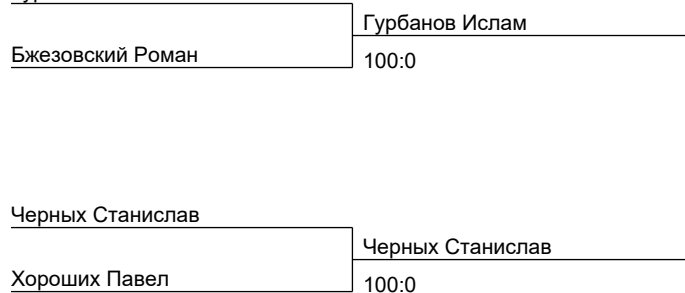 Гурбанов Ислам
Бжезовский Роман
100:0
Черных Станислав
Черных Станислав
Хороших Павел
100:0